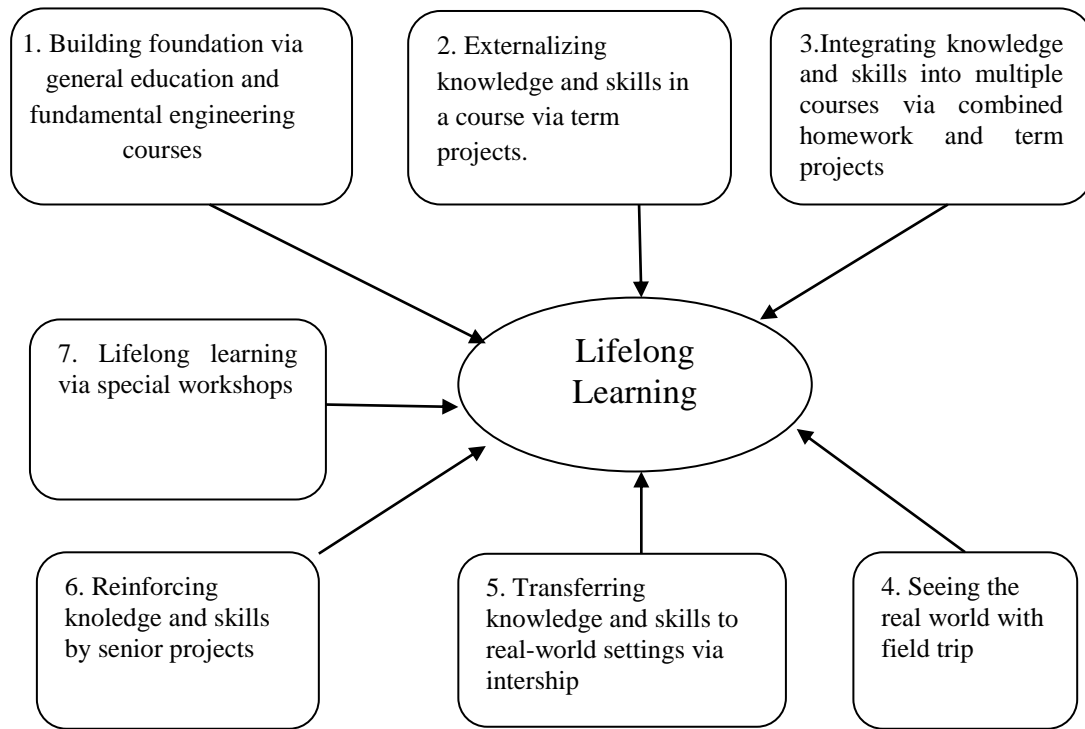 1. Building foundation via
general education and
fundamental engineering
courses
2. Externalizing
knowledge and skills in
a course via term
projects.
3.Integrating knowledge
and skills into multiple
courses via combined
homework and term
projects
Lifelong
Learning
7. Lifelong learning
via special workshops
6. Reinforcing
knoledge and skills
by senior projects
5. Transferring
knowledge and skills to
real-world settings via
intership
4. Seeing the
real world with
field trip